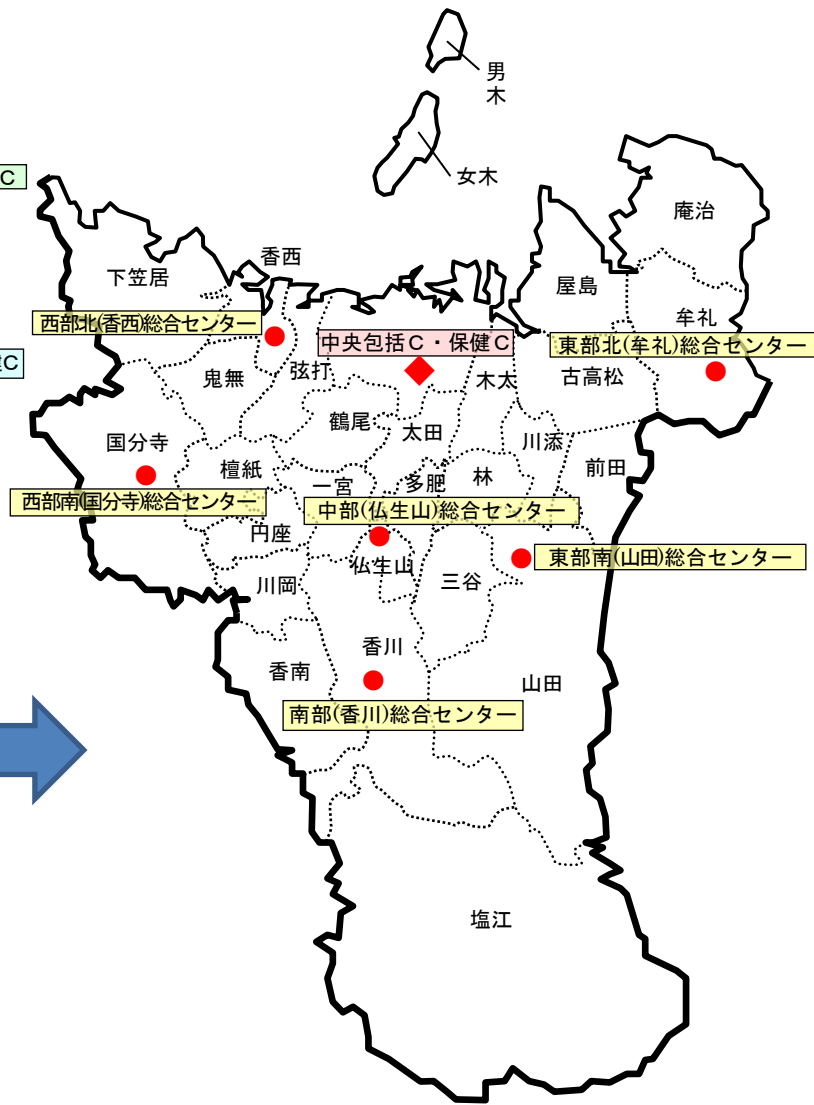 男
木
女木
C
庵治
香西
下笠居
屋島
牟礼
西部北(香西)総合センター
中央包括C・保健C
東部北(牟礼)総合センター
C
鬼無
弦打
木太
古高松
鶴尾
太田
川添
国分寺
檀紙
一宮
多肥
林
前田
西部南(国分寺)総合センター
中部(仏生山)総合センター
円座
仏生山
東部南(山田)総合センター
川岡
三谷
香川
香南
山田
南部(香川)総合センター
塩江